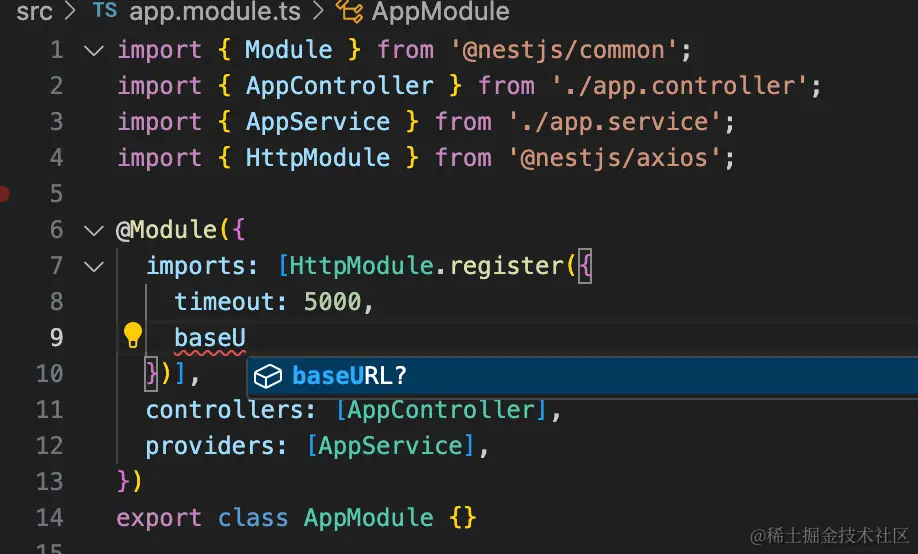 src > TS app.module.ts > AppModule
1 import { Module } from '@nestjs/common';
2 import { AppController } from './app.controller';
3 import { AppService } from './app.service';
4 import { HttpModule } from '@nestjs/axios';
5
6 @Module({
7 imports: [HttpModule.register({
8 timeout: 5000,
9 baseU
baseURL?
10 })],
11 controllers: [AppController],
12 providers: [AppService],
13 })
14 export class AppModule {}
15
@稀土掘金技术社区